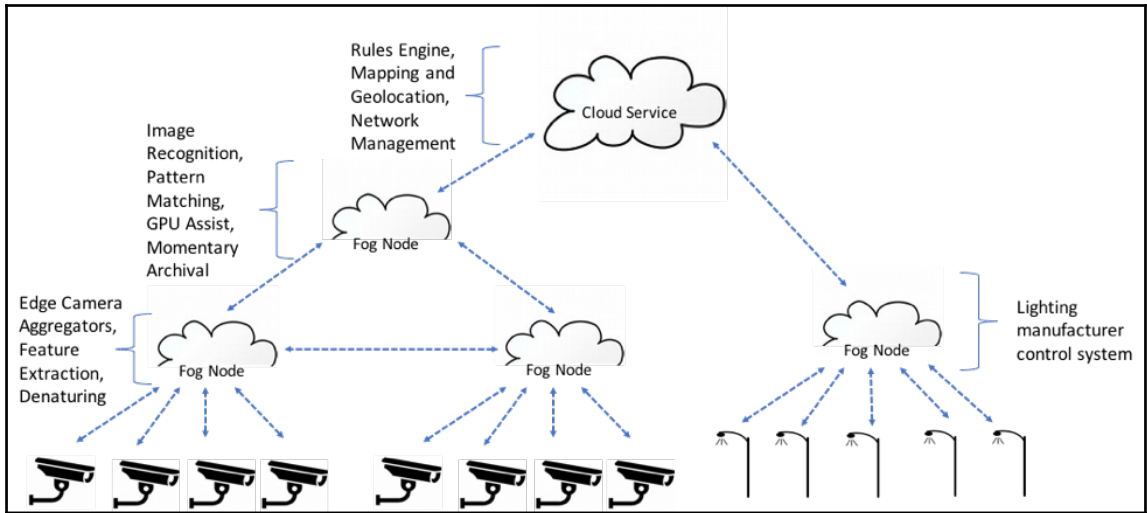 Rules Engine,
Mapping and
Geolocation,
Network
Management
Cloud Service
Image
Recognition,
Pattern
Matching,
GPU Assist,
Momentary
Archival
Fog Node
Edge Camera
Aggregators,
Feature
Extraction,
Denaturing
Fog Node
Fog Node
Fog Node
Lighting
manufacturer
control system